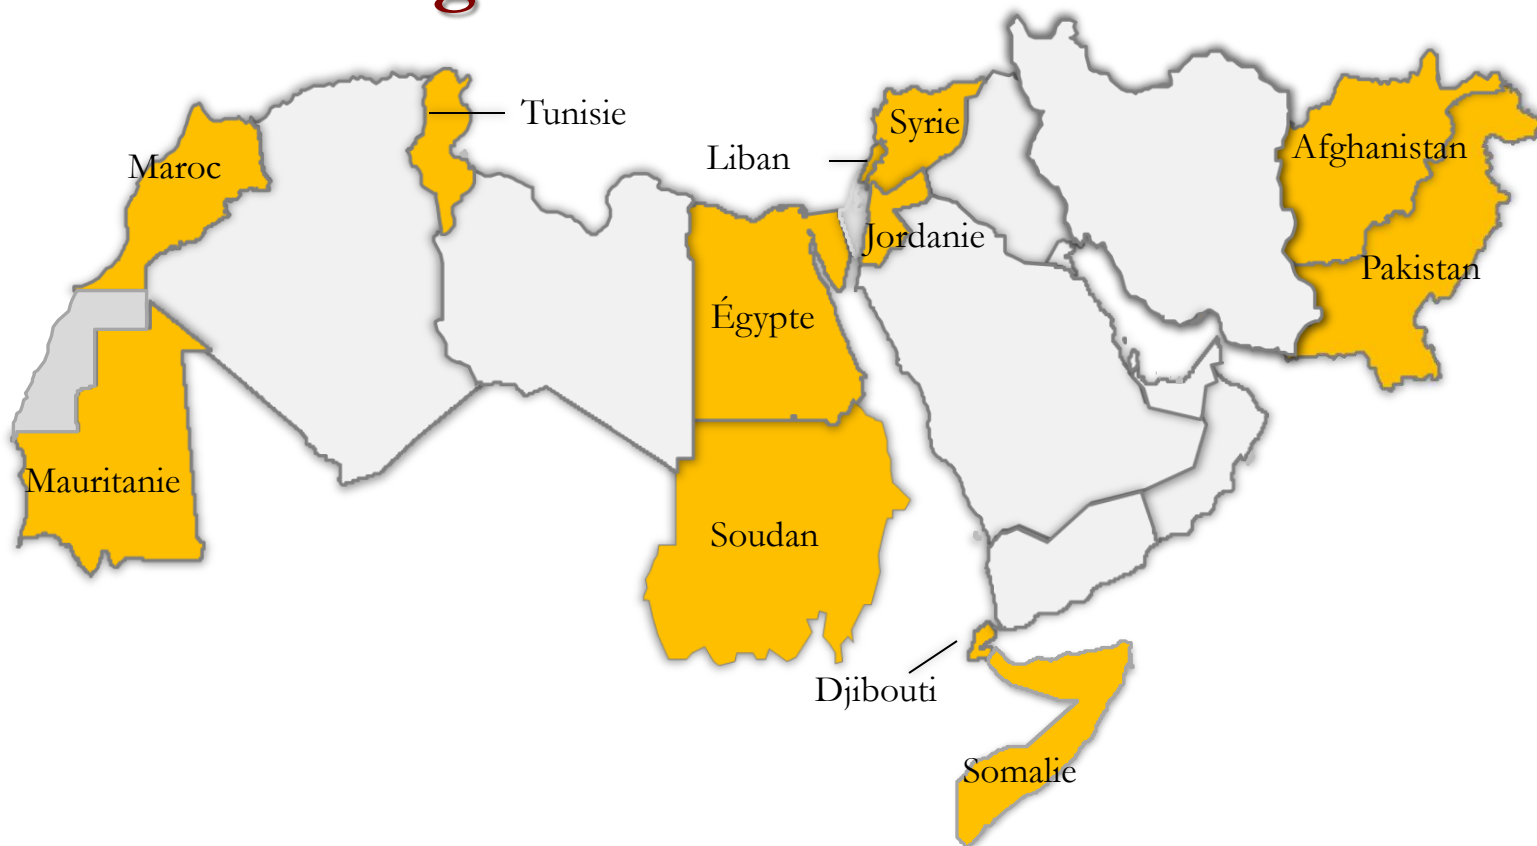 Tunisie
Syrie
Liban
Afghanistan
Maroc
Jordanie
Pakistan
Égypte
Mauritanie
Soudan
Djibouti
Somalie